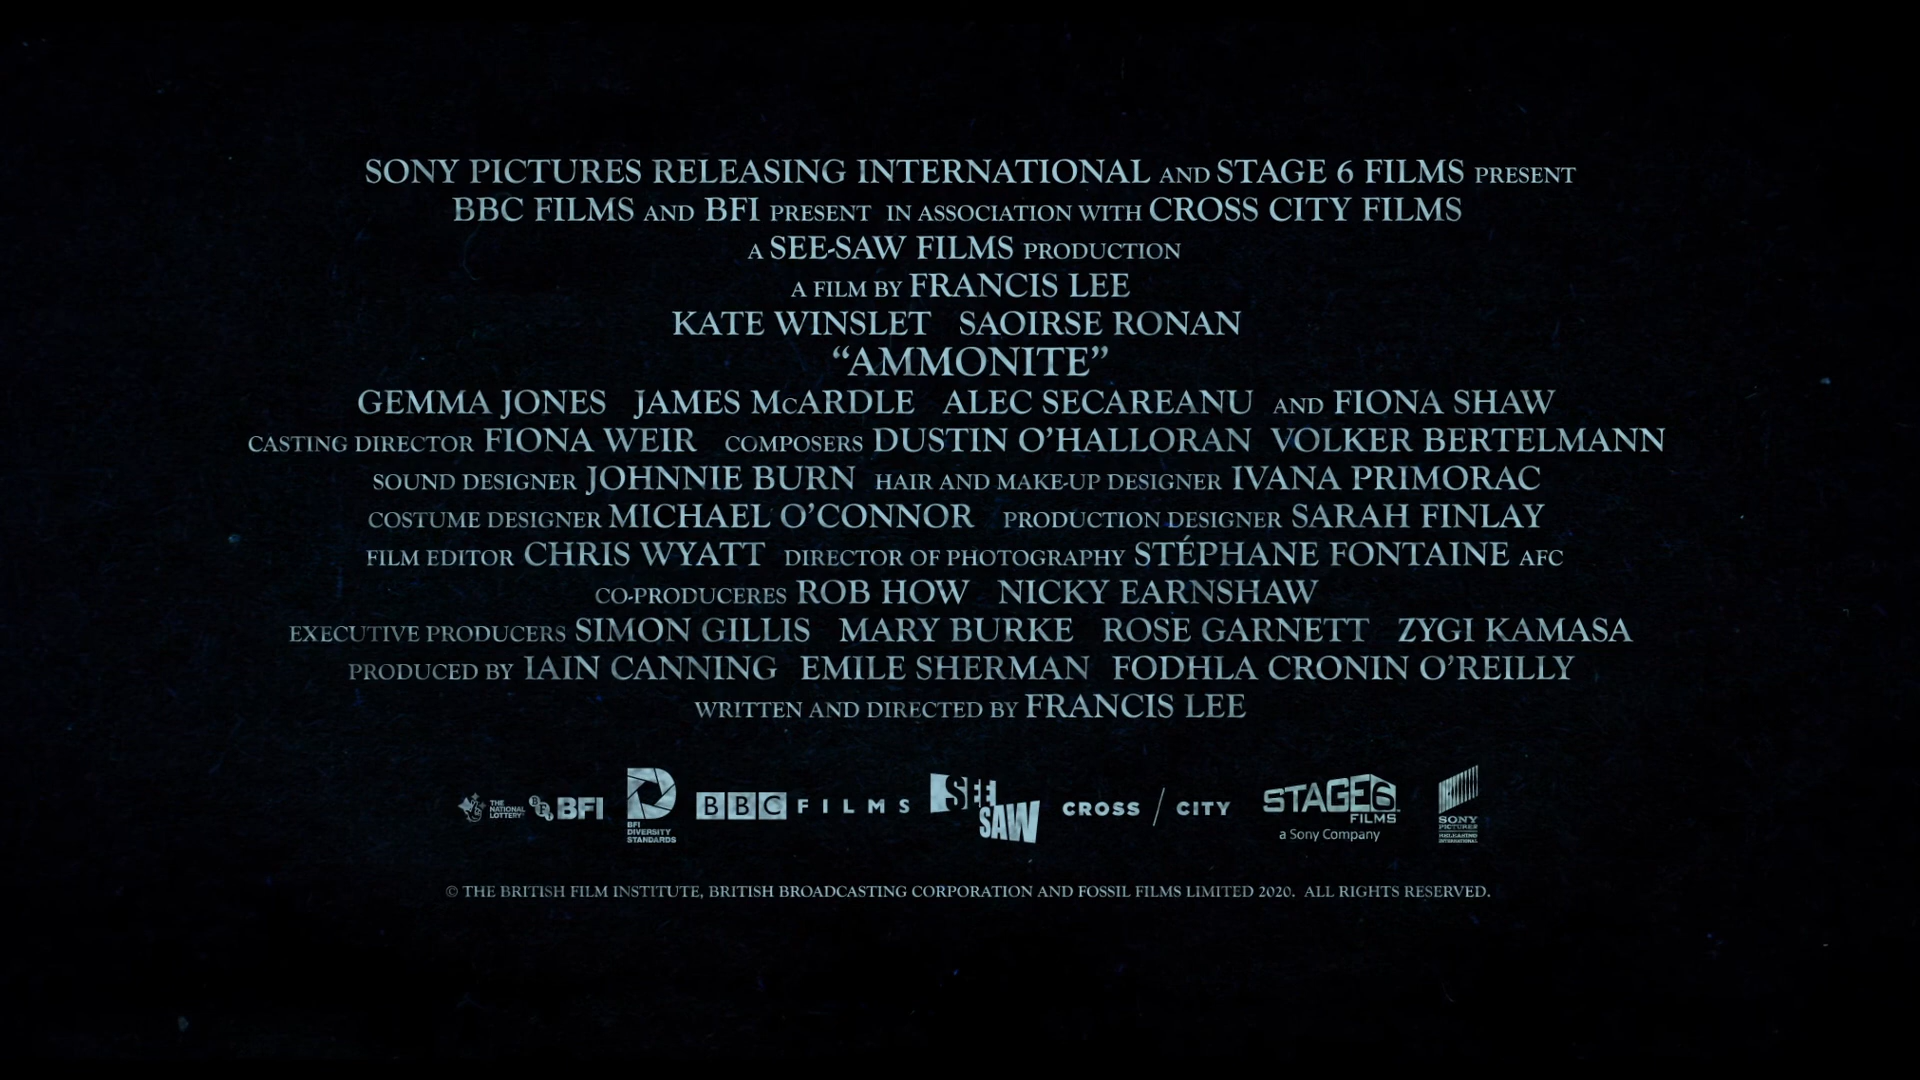 SONY PICTURES RELEASING INTERNATIONAL AND STAGE 6 FILMS PRESENT
BBC FILMS AND BFI PRESENT IN ASSOCIATION WITH CROSS CITY FILMS
A SEE-SAW FILMS PRODUCTION
A FILM BY FRANCIS LEE
KATE WINSLET SAOIRSE RONAN
“AMMONITE”
GEMMA JONES JAMES McARDLE ALEC SECAREANU AND FIONA SHAW
CASTING DIRECTOR FIONA WEIR COMPOSERS DUSTIN O’HALLORAN VOLKER BERTELMANN
SOUND DESIGNER JOHNNIE BURN HAIR AND MAKE-UP DESIGNER IVANA PRIMORAC
COSTUME DESIGNER MICHAEL O’CONNOR PRODUCTION DESIGNER SARAH FINLAY
FILM EDITOR CHRIS WYATT DIRECTOR OF PHOTOGRAPHY STÉPHANE FONTAINE AFC
CO-PRODUCERES ROB HOW NICKY EARNSHAW
EXECUTIVE PRODUCERS SIMON GILLIS MARY BURKE ROSE GARNETT ZYGI KAMASA
PRODUCED BY IAIN CANNING EMILE SHERMAN FODHLA CRONIN O’REILLY
WRITTEN AND DIRECTED BY FRANCIS LEE
THE NATIONAL LOTTERY
BFI BFI
BFI DIVERSITY STANDARDS
BBC FILMS
SEE SAW
CROSS / CITY
STAGE 6 FILMS
a Sony Company
SONY PICTURES RELEASING INTERNATIONAL
© THE BRITISH FILM INSTITUTE, BRITISH BROADCASTING CORPORATION AND FOSSIL FILMS LIMITED 2020. ALL RIGHTS RESERVED.